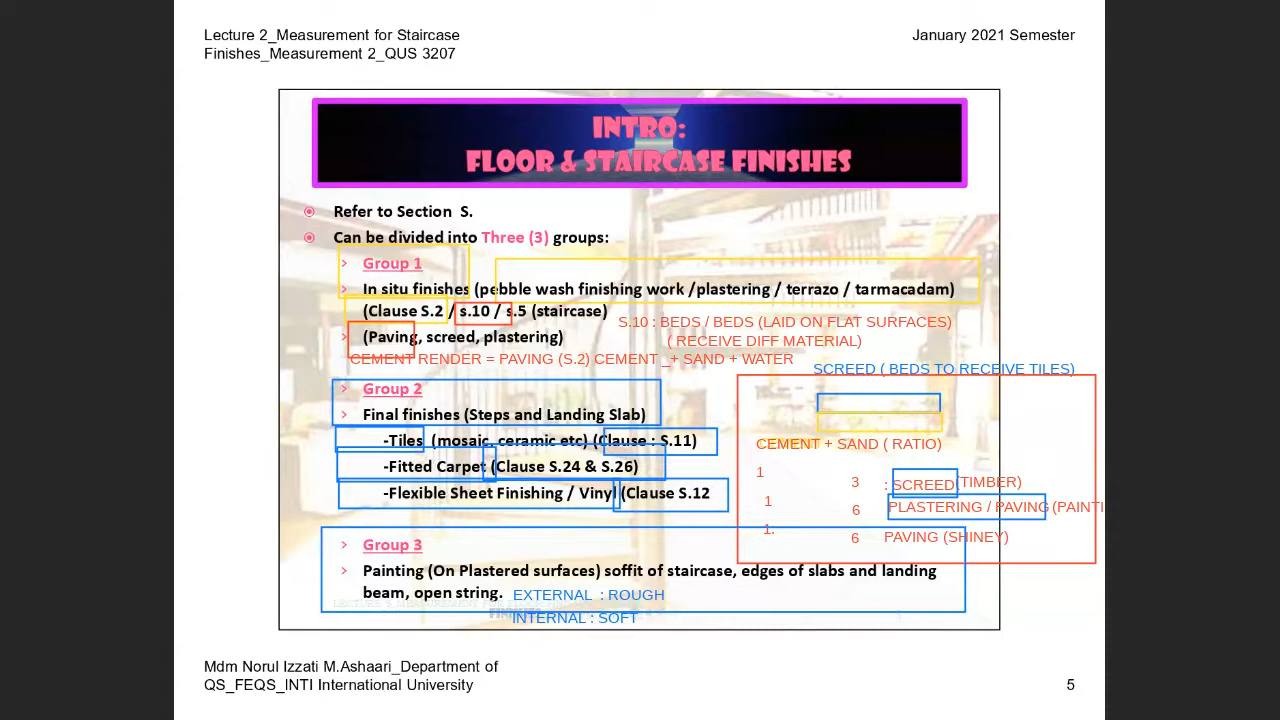 Lecture 2_Measurement for Staircase
Finishes_Measurement 2_QUS 3207
January 2021 Semester
INTRO:
FLOOR & STAIRCASE FINISHES
Refer to Section S.
Can be divided into Three (3) groups:
Group 1
In situ finishes (pebble wash finishing work /plastering / terrazo / tarmacadam)
(Clause S.2 / s.10 / s.5 (staircase)
S.10 : BEDS / BEDS (LAID ON FLAT SURFACES)
(Paving, screed, plastering)
( RECEIVE DIFF MATERIAL)
CEMENT RENDER = PAVING (S.2) CEMENT _+ SAND + WATER
SCREED ( BEDS TO RECEIVE TILES)
Group 2
Final finishes (Steps and Landing Slab)
-Tiles (mosaic, ceramic etc) (Clause : S.11)
CEMENT + SAND ( RATIO)
-Fitted Carpet (Clause S.24 & S.26)
1 3 : SCREED(TIMBER)
-Flexible Sheet Finishing / Vinyl (Clause S.12
1 6 PLASTERING / PAVING (PAINTI
1. 6 PAVING (SHINEY)
Group 3
Painting (On Plastered surfaces) soffit of staircase, edges of slabs and landing
beam, open string.
EXTERNAL : ROUGH
INTERNAL : SOFT
Mdm Norul Izzati M.Ashaari_Department of
QS_FEQS_INTI International University
5